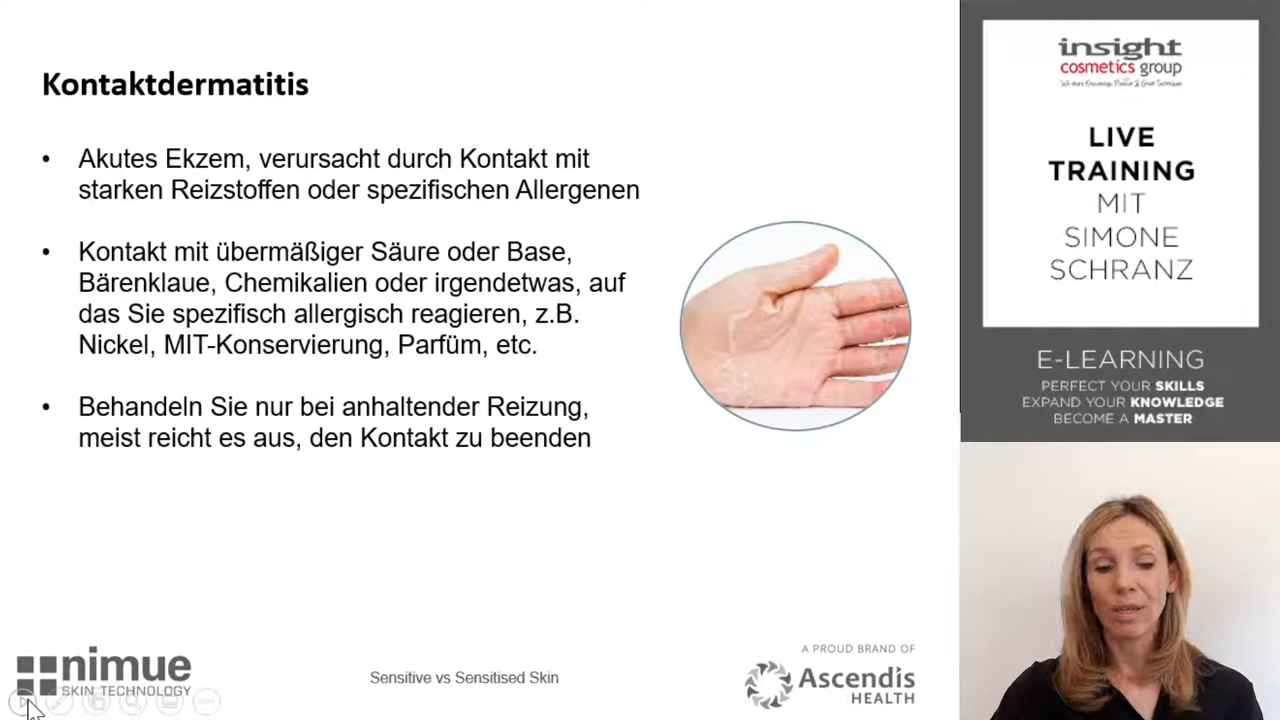 Kontaktdermatitis
• Akutes Ekzem, verursacht durch Kontakt mit
starken Reizstoffen oder spezifischen Allergenen
• Kontakt mit übermäßiger Säure oder Base,
Bärenklaue, Chemikalien oder irgendetwas, auf
das Sie spezifisch allergisch reagieren, z.B.
Nickel, MIT-Konservierung, Parfüm, etc.
• Behandeln Sie nur bei anhaltender Reizung,
meist reicht es aus, den Kontakt zu beenden
nimue
SKIN TECHNOLOGY
Sensitive vs Sensitised Skin
A PROUD BRAND OF
Ascendis
HEALTH
insight
cosmetics group
LIVE
TRAINING
MIT
SIMONE
SCHRANZ
E-LEARNING
PERFECT YOUR SKILLS
EXPAND YOUR KNOWLEDGE
BECOME A MASTER